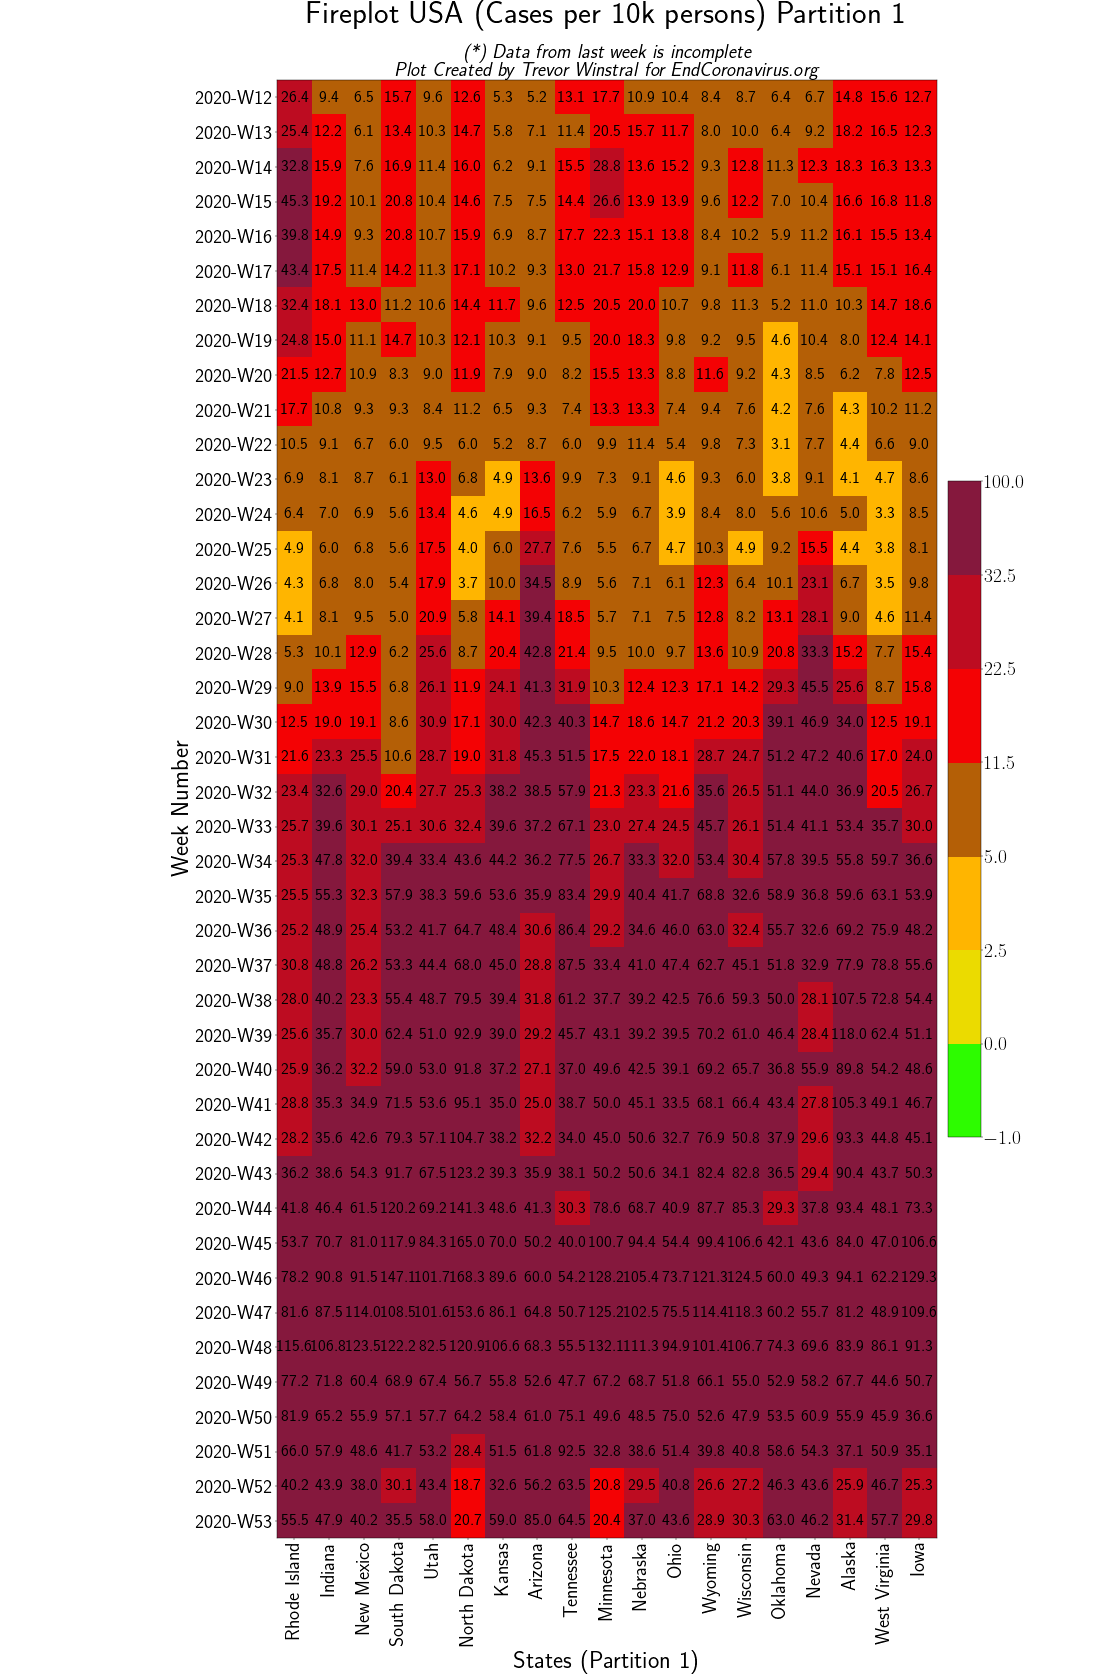 Fireplot USA (Cases per 10k persons) Partition 1
(*) Data from last week is incomplete
Plot Created by Trevor Winstral for EndCoronavirus.org
2020-W12 26.4 9.4 6.5 15.7 9.6 12.6 5.3 5.2 13.1 17.7 10.9 10.4 8.4 8.7 6.4 6.7 14.8 15.6 12.7
2020-W13 25.4 12.2 6.1 13.4 10.3 14.7 5.8 7.1 11.4 20.5 15.7 11.7 8.0 10.0 6.4 9.2 18.2 16.5 12.3
2020-W14 32.8 15.9 7.6 16.9 11.4 16.0 6.2 9.1 15.5 28.8 13.6 15.2 9.3 12.8 11.3 12.3 18.3 16.3 13.3
2020-W15 45.3 19.2 10.1 20.8 10.4 14.6 7.5 7.5 14.4 26.6 13.9 13.9 9.6 12.2 7.0 10.4 16.6 16.8 11.8
2020-W16 39.8 14.9 9.3 20.8 10.7 15.9 6.9 8.7 17.7 22.3 15.1 13.8 8.4 10.2 5.9 11.2 16.1 15.5 13.4
2020-W17 43.4 17.5 11.4 14.2 11.3 17.1 10.2 9.3 13.0 21.7 15.8 12.9 9.1 11.8 6.1 11.4 15.1 15.1 16.4
2020-W18 32.4 18.1 13.0 11.2 10.6 14.4 11.7 9.6 12.5 20.5 20.0 10.7 9.8 11.3 5.2 11.0 10.3 14.7 18.6
2020-W19 24.8 15.0 11.1 14.7 10.3 12.1 10.3 9.1 9.5 20.0 18.3 9.8 9.2 9.5 4.6 10.4 8.0 12.4 14.1
2020-W20 21.5 12.7 10.9 8.3 9.0 11.9 7.9 9.0 8.2 15.5 13.3 8.8 11.6 9.2 4.3 8.5 6.2 7.8 12.5
2020-W21 17.7 10.8 9.3 9.3 8.4 11.2 6.5 9.3 7.4 13.3 13.3 7.4 9.4 7.6 4.2 7.6 4.3 10.2 11.2
2020-W22 10.5 9.1 6.7 6.0 9.5 6.0 5.2 8.7 6.0 9.9 11.4 5.4 9.8 7.3 3.1 7.7 4.4 6.6 9.0
2020-W23 6.9 8.1 8.7 6.1 13.0 6.8 4.9 13.6 9.9 7.3 9.1 4.6 9.3 6.0 3.8 9.1 4.1 4.7 8.6
2020-W24 6.4 7.0 6.9 5.6 13.4 4.6 4.9 16.5 6.2 5.9 6.7 3.9 8.4 8.0 5.6 10.6 5.0 3.3 8.5
2020-W25 4.9 6.0 6.8 5.6 17.5 4.0 6.0 27.7 7.6 5.5 6.7 4.7 10.3 4.9 9.2 15.5 4.4 3.8 8.1
2020-W26 4.3 6.8 8.0 5.4 17.9 3.7 10.0 34.5 8.9 5.6 7.1 6.1 12.3 6.4 10.1 23.1 6.7 3.5 9.8
2020-W27 4.1 8.1 9.5 5.0 20.9 5.8 14.1 39.4 18.5 5.7 7.1 7.5 12.8 8.2 13.1 28.1 9.0 4.6 11.4
2020-W28 5.3 10.1 12.9 6.2 25.6 8.7 20.4 42.8 21.4 9.5 10.0 9.7 13.6 10.9 20.8 33.3 15.2 7.7 15.4
2020-W29 9.0 13.9 15.5 6.8 26.1 11.9 24.1 41.3 31.9 10.3 12.4 12.3 17.1 14.2 29.3 45.5 25.6 8.7 15.8
2020-W30 12.5 19.0 19.1 8.6 30.9 17.1 30.0 42.3 40.3 14.7 18.6 14.7 21.2 20.3 39.1 46.9 34.0 12.5 19.1
2020-W31 21.6 23.3 25.5 10.6 28.7 19.0 31.8 45.3 51.5 17.5 22.0 18.1 28.7 24.7 51.2 47.2 40.6 17.0 24.0
2020-W32 23.4 32.6 29.0 20.4 27.7 25.3 38.2 38.5 57.9 21.3 23.3 21.6 35.6 26.5 51.1 44.0 36.9 20.5 26.7
2020-W33 25.7 39.6 30.1 25.1 30.6 32.4 39.6 37.2 67.1 23.0 27.4 24.5 45.7 26.1 51.4 41.1 53.4 35.7 30.0
2020-W34 25.3 47.8 32.0 39.4 33.4 43.6 44.2 36.2 77.5 26.7 33.3 32.0 53.4 30.4 57.8 39.5 55.8 59.7 36.6
2020-W35 25.5 55.3 32.3 57.9 38.3 59.6 53.6 35.9 83.4 29.9 40.4 41.7 68.8 32.6 58.9 36.8 59.6 63.1 53.9
2020-W36 25.2 48.9 25.4 53.2 41.7 64.7 48.4 30.6 86.4 29.2 34.6 46.0 63.0 32.4 55.7 32.6 69.2 75.9 48.2
2020-W37 30.8 48.8 26.2 53.3 44.4 68.0 45.0 28.8 87.5 33.4 41.0 47.4 62.7 45.1 51.8 32.9 77.9 78.8 55.6
2020-W38 28.0 40.2 23.3 55.4 48.7 79.5 39.4 31.8 61.2 37.7 39.2 42.5 76.6 59.3 50.0 28.1 107.5 72.8 54.4
2020-W39 25.6 35.7 30.0 62.4 51.0 92.9 39.0 29.2 45.7 43.1 39.2 39.5 70.2 61.0 46.4 28.4 118.0 62.4 51.1
2020-W40 25.9 36.2 32.2 59.0 53.0 91.8 37.2 27.1 37.0 49.6 42.5 39.1 69.2 65.7 36.8 55.9 89.8 54.2 48.6
2020-W41 28.8 35.3 34.9 71.5 53.6 95.1 35.0 25.0 38.7 50.0 45.1 33.5 68.1 66.4 43.4 27.8 105.3 49.1 46.7
2020-W42 28.2 35.6 42.6 79.3 57.1 104.7 38.2 32.2 34.0 45.0 50.6 32.7 76.9 50.8 37.9 29.6 93.3 44.8 45.1
2020-W43 36.2 38.6 54.3 91.7 67.5 123.2 39.3 35.9 38.1 50.2 50.6 34.1 82.4 82.8 36.5 29.4 90.4 43.7 50.3
2020-W44 41.8 46.4 61.5 120.2 69.2 141.3 48.6 41.3 30.3 78.6 68.7 40.9 87.7 85.3 29.3 37.8 93.4 48.1 73.3
2020-W45 53.7 70.7 81.0 117.9 84.3 165.0 70.0 50.2 40.0 100.7 94.4 54.4 99.4 106.6 42.1 43.6 84.0 47.0 106.6
2020-W46 78.2 90.8 91.5 147.1 101.7 168.3 89.6 60.0 54.2 128.2 105.4 73.7 121.3 124.5 60.0 49.3 94.1 62.2 129.3
2020-W47 81.6 87.5 114.0 108.5 101.6 153.6 86.1 64.8 50.7 125.2 102.5 75.5 114.4 118.3 60.2 55.7 81.2 48.9 109.6
2020-W48 115.6 106.8 123.5 122.2 82.5 120.9 106.6 68.3 55.5 132.1 111.3 94.9 101.4 106.7 74.3 69.6 83.9 86.1 91.3
2020-W49 77.2 71.8 60.4 68.9 67.4 56.7 55.8 52.6 47.7 67.2 68.7 51.8 66.1 55.0 52.9 58.2 67.7 44.6 50.7
2020-W50 81.9 65.2 55.9 57.1 57.7 64.2 58.4 61.0 75.1 49.6 48.5 75.0 52.6 47.9 53.5 60.9 55.9 45.9 36.6
2020-W51 66.0 57.9 48.6 41.7 53.2 28.4 51.5 61.8 92.5 32.8 38.6 51.4 39.8 40.8 58.6 54.3 37.1 50.9 35.1
2020-W52 40.2 43.9 38.0 30.1 43.4 18.7 32.6 56.2 63.5 20.8 29.5 40.8 26.6 27.2 46.3 43.6 25.9 46.7 25.3
2020-W53 55.5 47.9 40.2 35.5 58.0 20.7 59.0 85.0 64.5 20.4 37.0 43.6 28.9 30.3 63.0 46.2 31.4 57.7 29.8
Week Number
Rhode Island
Indiana
New Mexico
South Dakota
Utah
North Dakota
Kansas
Arizona
Tennessee
Minnesota
Nebraska
Ohio
Wyoming
Wisconsin
Oklahoma
Nevada
Alaska
West Virginia
Iowa
States (Partition 1)
100.0
32.5
22.5
11.5
5.0
2.5
0.0
−1.0